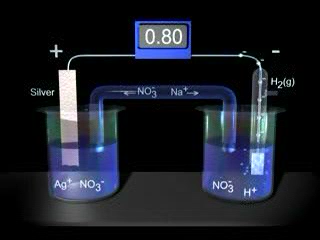 0.80
+ -
Silver
H₂(g)
NO₃⁻ Na⁺
Ag⁺ NO₃⁻
NO₃⁻ H⁺